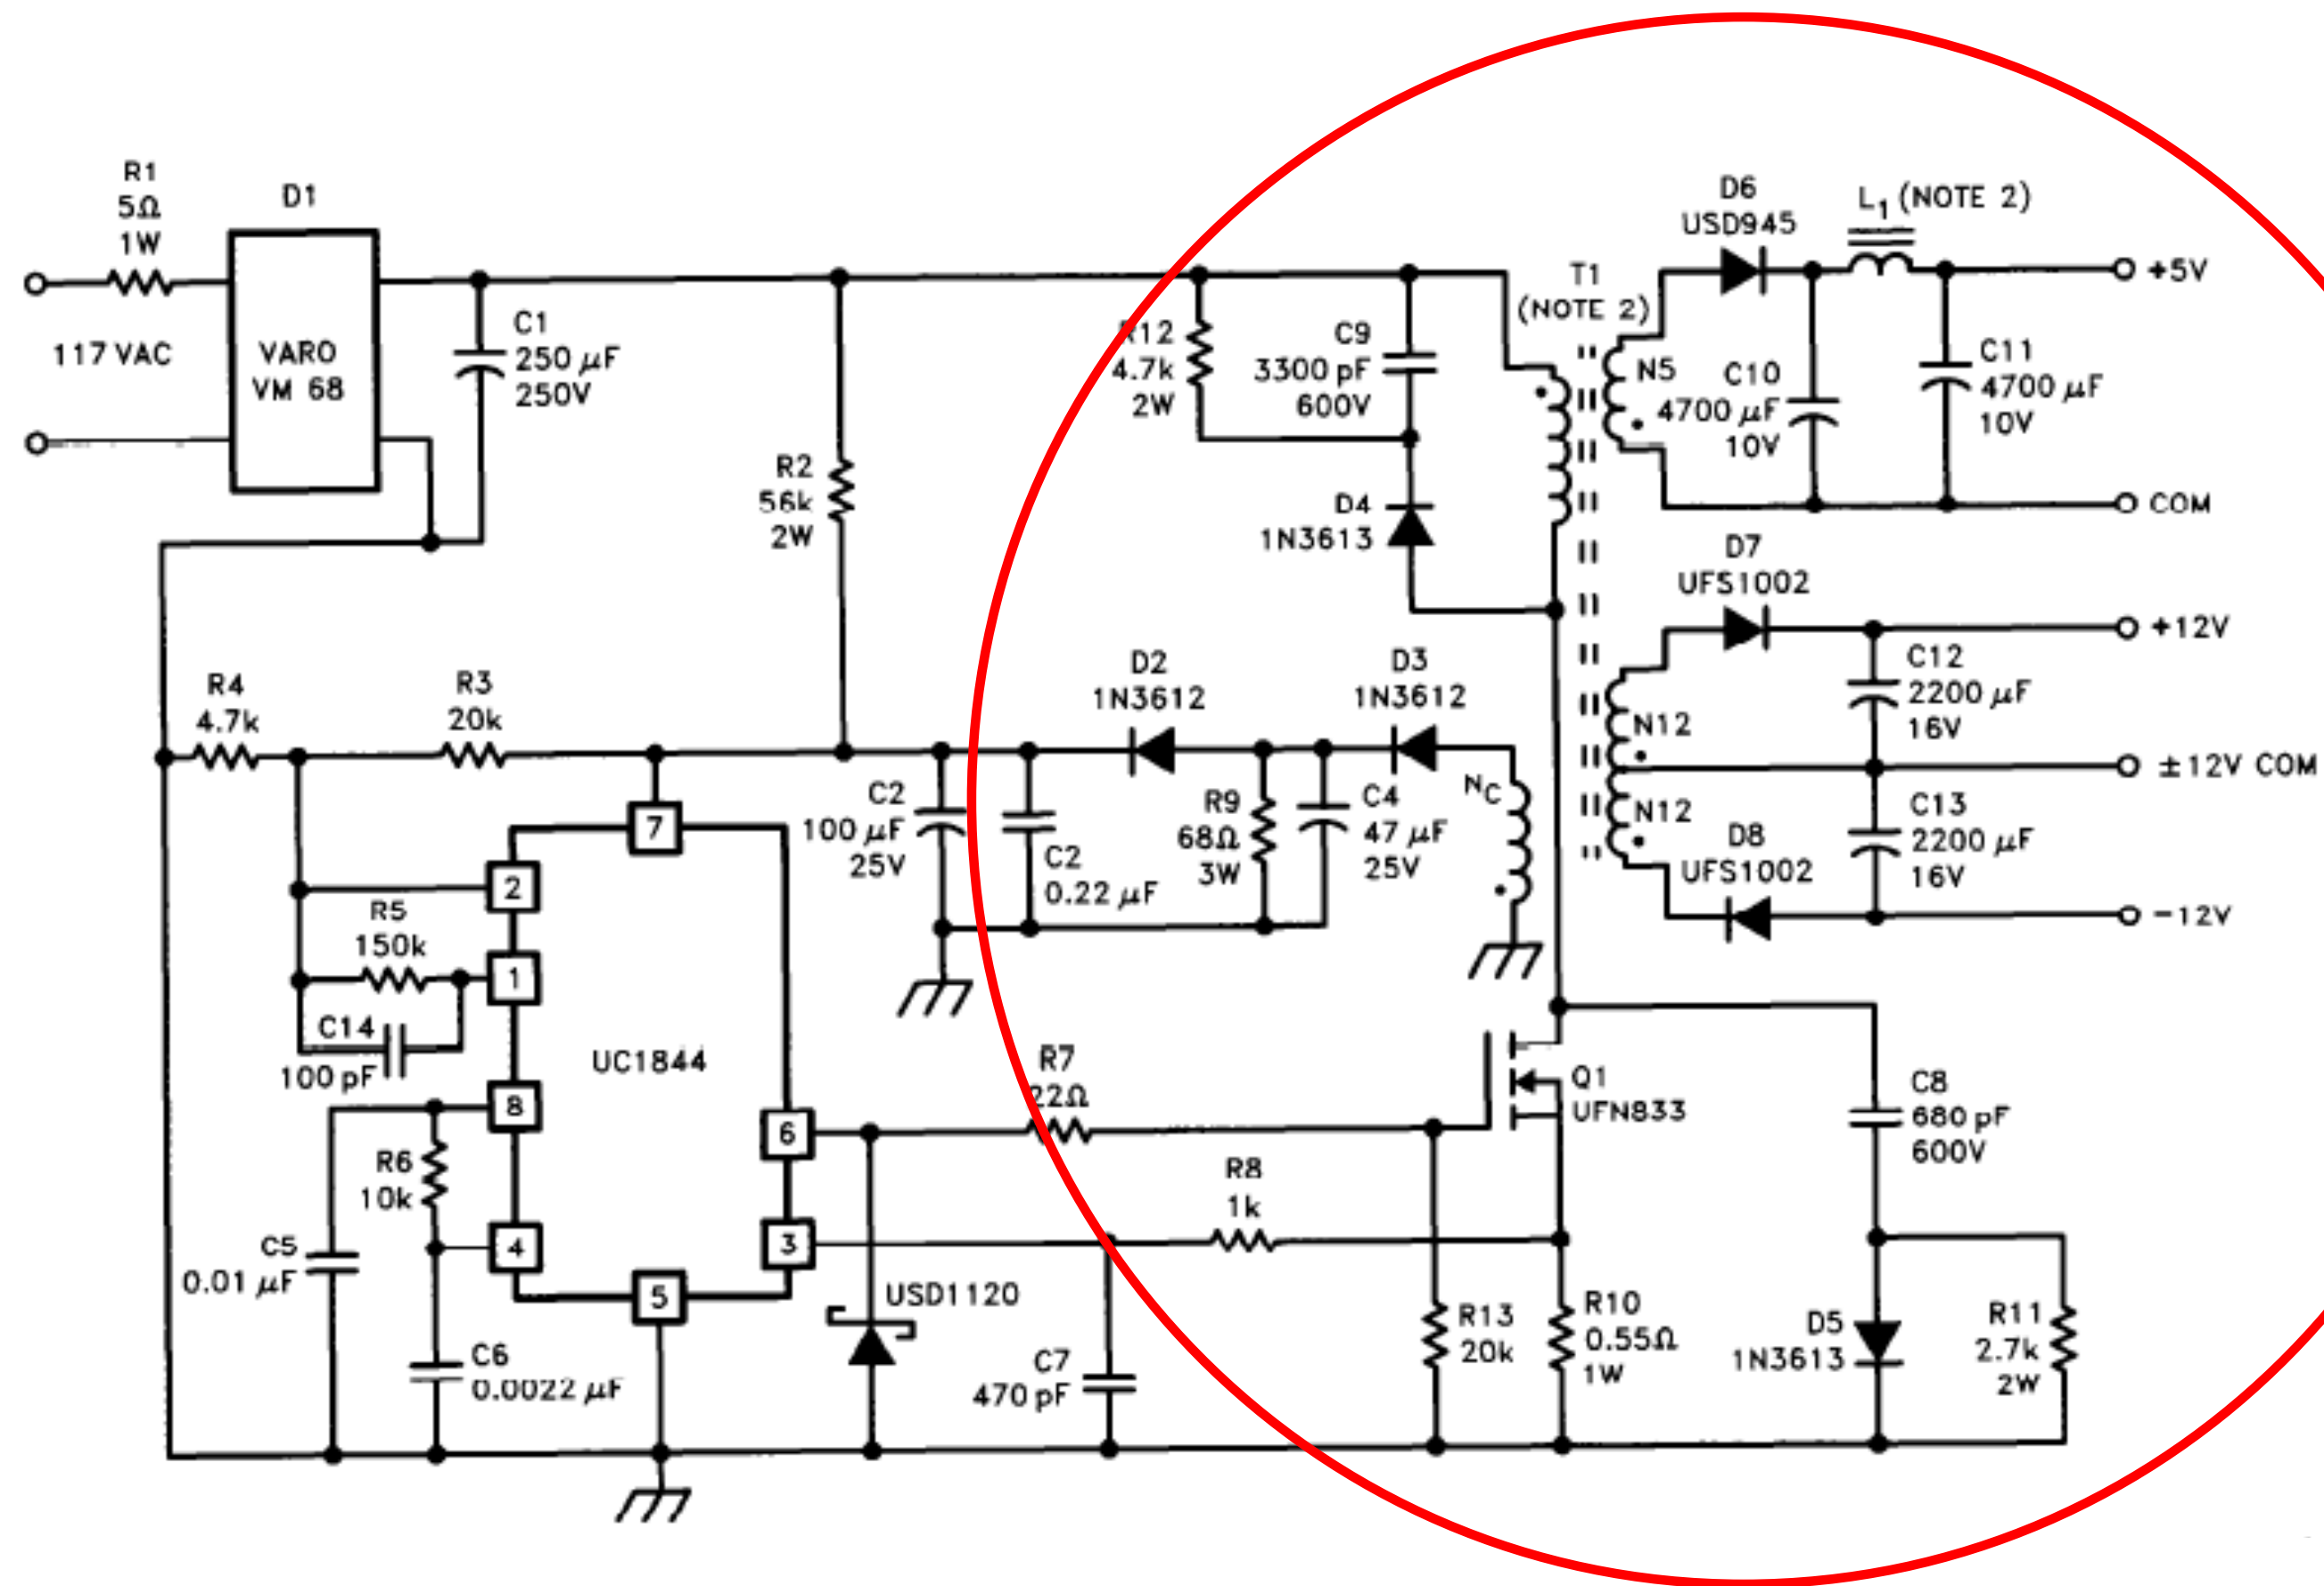 R1
5Ω
1W
D1
117 VAC
VARO
VM 68
C1
250 µF
250V
R2
56k
2W
R12
4.7k
2W
C9
3300 pF
600V
D4
1N3613
T1
(NOTE 2)
D6
USD945
L1 (NOTE 2)
+5V
N5
C10
4700 µF
10V
C11
4700 µF
10V
COM
D7
UFS1002
+12V
C12
2200 µF
16V
N12
±12V COM
N12
C13
2200 µF
16V
D8
UFS1002
-12V
R4
4.7k
R3
20k
D2
1N3612
D3
1N3612
C2
100 µF
25V
C2
0.22 µF
R9
68Ω
3W
C4
47 µF
25V
NC
7
2
R5
150k
1
C14
100 pF
UC1844
8
R6
10k
4
C5
0.01 µF
C6
0.0022 µF
5
6
3
R7
22Ω
R8
1k
USD1120
C7
470 pF
Q1
UFN833
C8
680 pF
600V
R13
20k
R10
0.55Ω
1W
D5
1N3613
R11
2.7k
2W